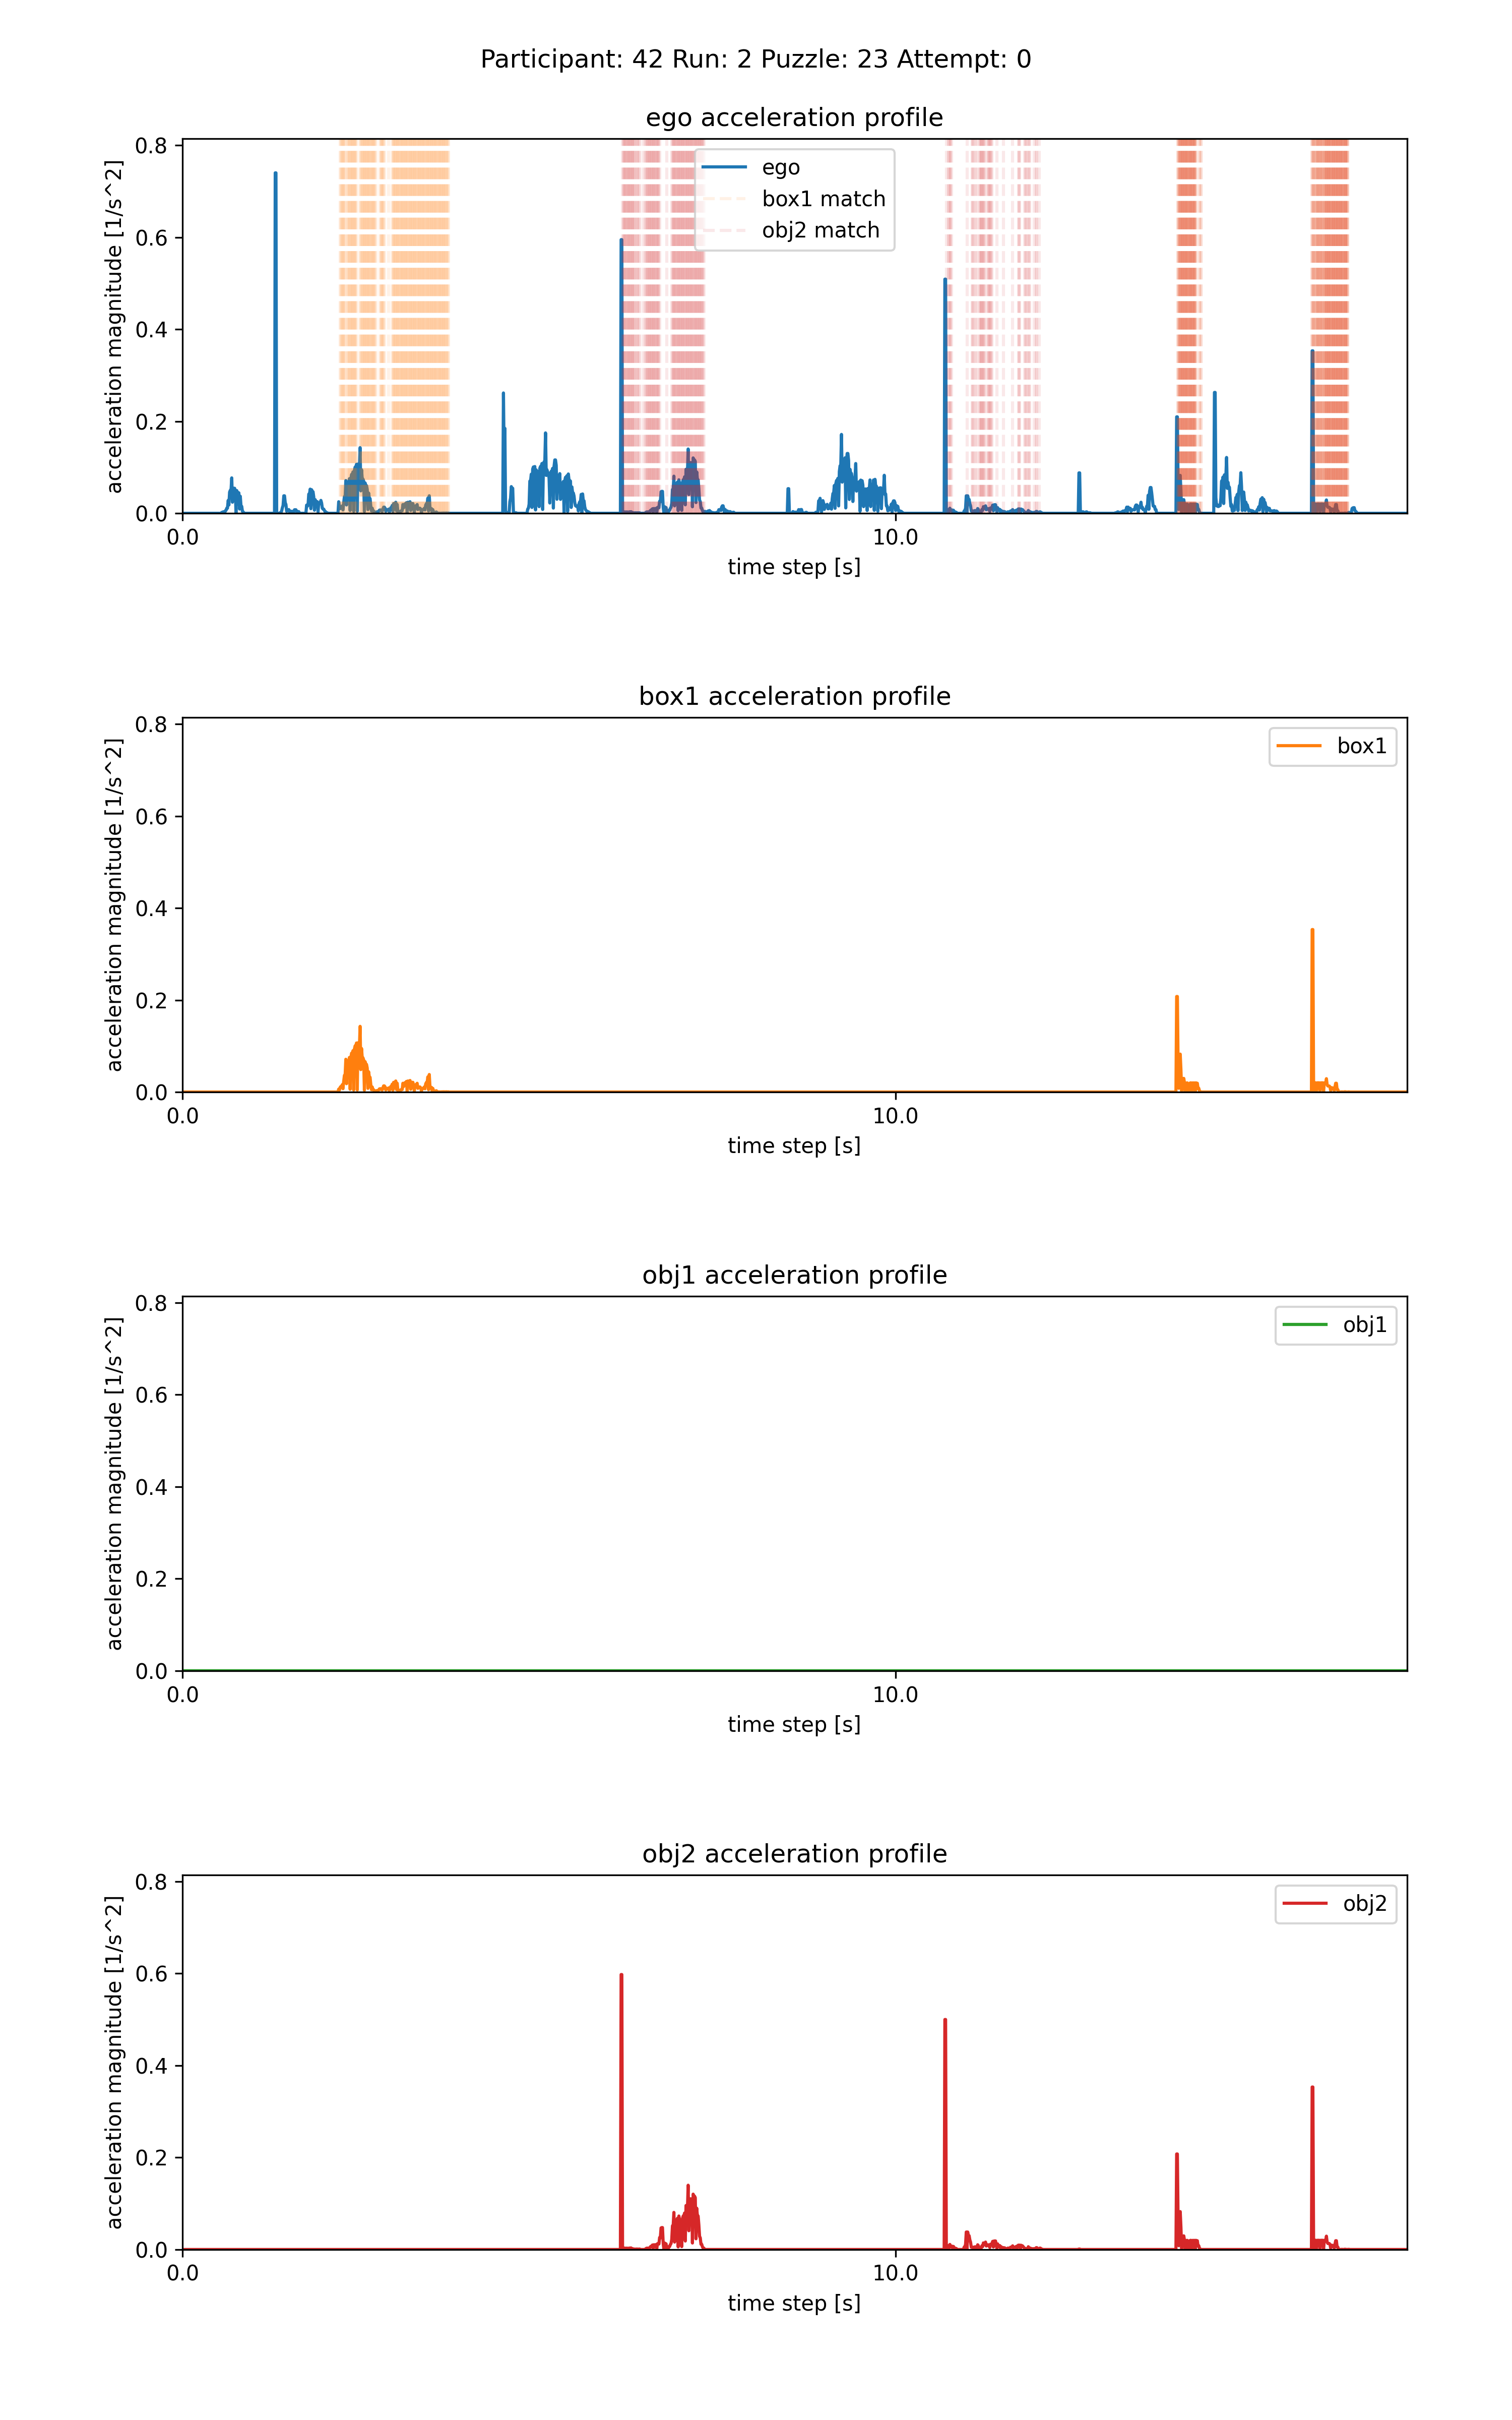 Participant: 42 Run: 2 Puzzle: 23 Attempt: 0
ego acceleration profile
acceleration magnitude [1/s^2]
0.8
0.6
0.4
0.2
0.0
ego
box1 match
obj2 match
0.0
10.0
time step [s]
box1 acceleration profile
acceleration magnitude [1/s^2]
0.8
0.6
0.4
0.2
0.0
box1
0.0
10.0
time step [s]
obj1 acceleration profile
acceleration magnitude [1/s^2]
0.8
0.6
0.4
0.2
0.0
obj1
0.0
10.0
time step [s]
obj2 acceleration profile
acceleration magnitude [1/s^2]
0.8
0.6
0.4
0.2
0.0
obj2
0.0
10.0
time step [s]